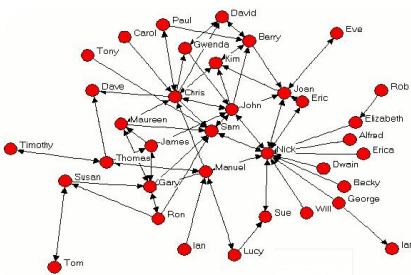 David
Paul
Carol
Eve
Gwenda
Berry
Tony
Kim
Dave
Chris
Joan
Eric
Rob
John
Maureen
Elizabeth
Sam
James
Alfred
Timothy
Nick
Erica
Thomas
Manuel
Dwain
Susan
Gary
Becky
George
Ron
Sue
Will
Ian
Lucy
Ian
Tom